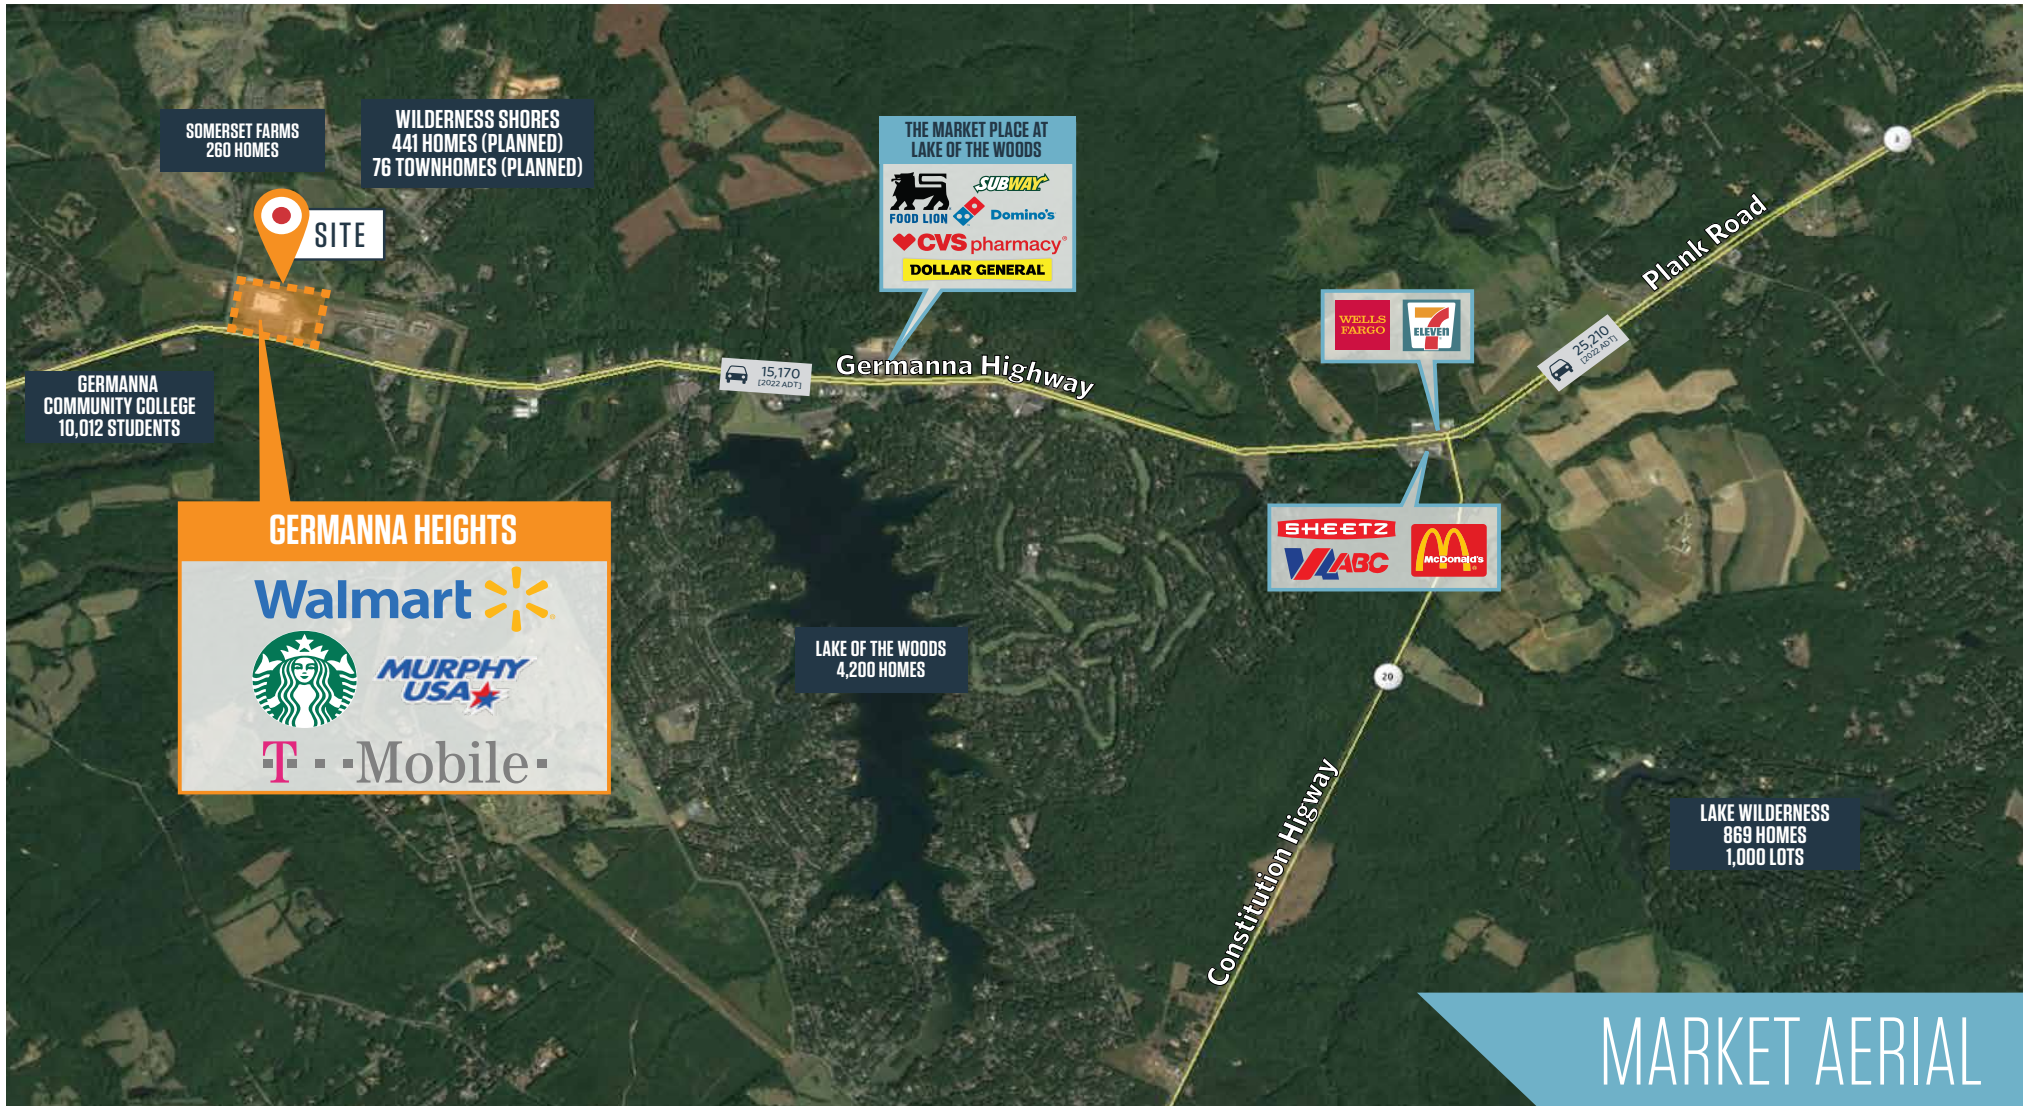 SOMERSET FARMS
260 HOMES
WILDERNESS SHORES
441 HOMES (PLANNED)
76 TOWNHOMES (PLANNED)
SITE
THE MARKET PLACE AT
LAKE OF THE WOODS
FOOD LION
SUBWAY
Domino's
CVS pharmacy®
DOLLAR GENERAL
3
Plank Road
25,210
[2022 ADT]
WELLS
FARGO
7
ELEVEN
Germanna Highway
15,170
[2022 ADT]
GERMANNA
COMMUNITY COLLEGE
10,012 STUDENTS
GERMANNA HEIGHTS
Walmart
MURPHY
USA
T-Mobile
SHEETZ
VA ABC
McDonald's
LAKE OF THE WOODS
4,200 HOMES
20
Constitution Higway
LAKE WILDERNESS
869 HOMES
1,000 LOTS
MARKET AERIAL